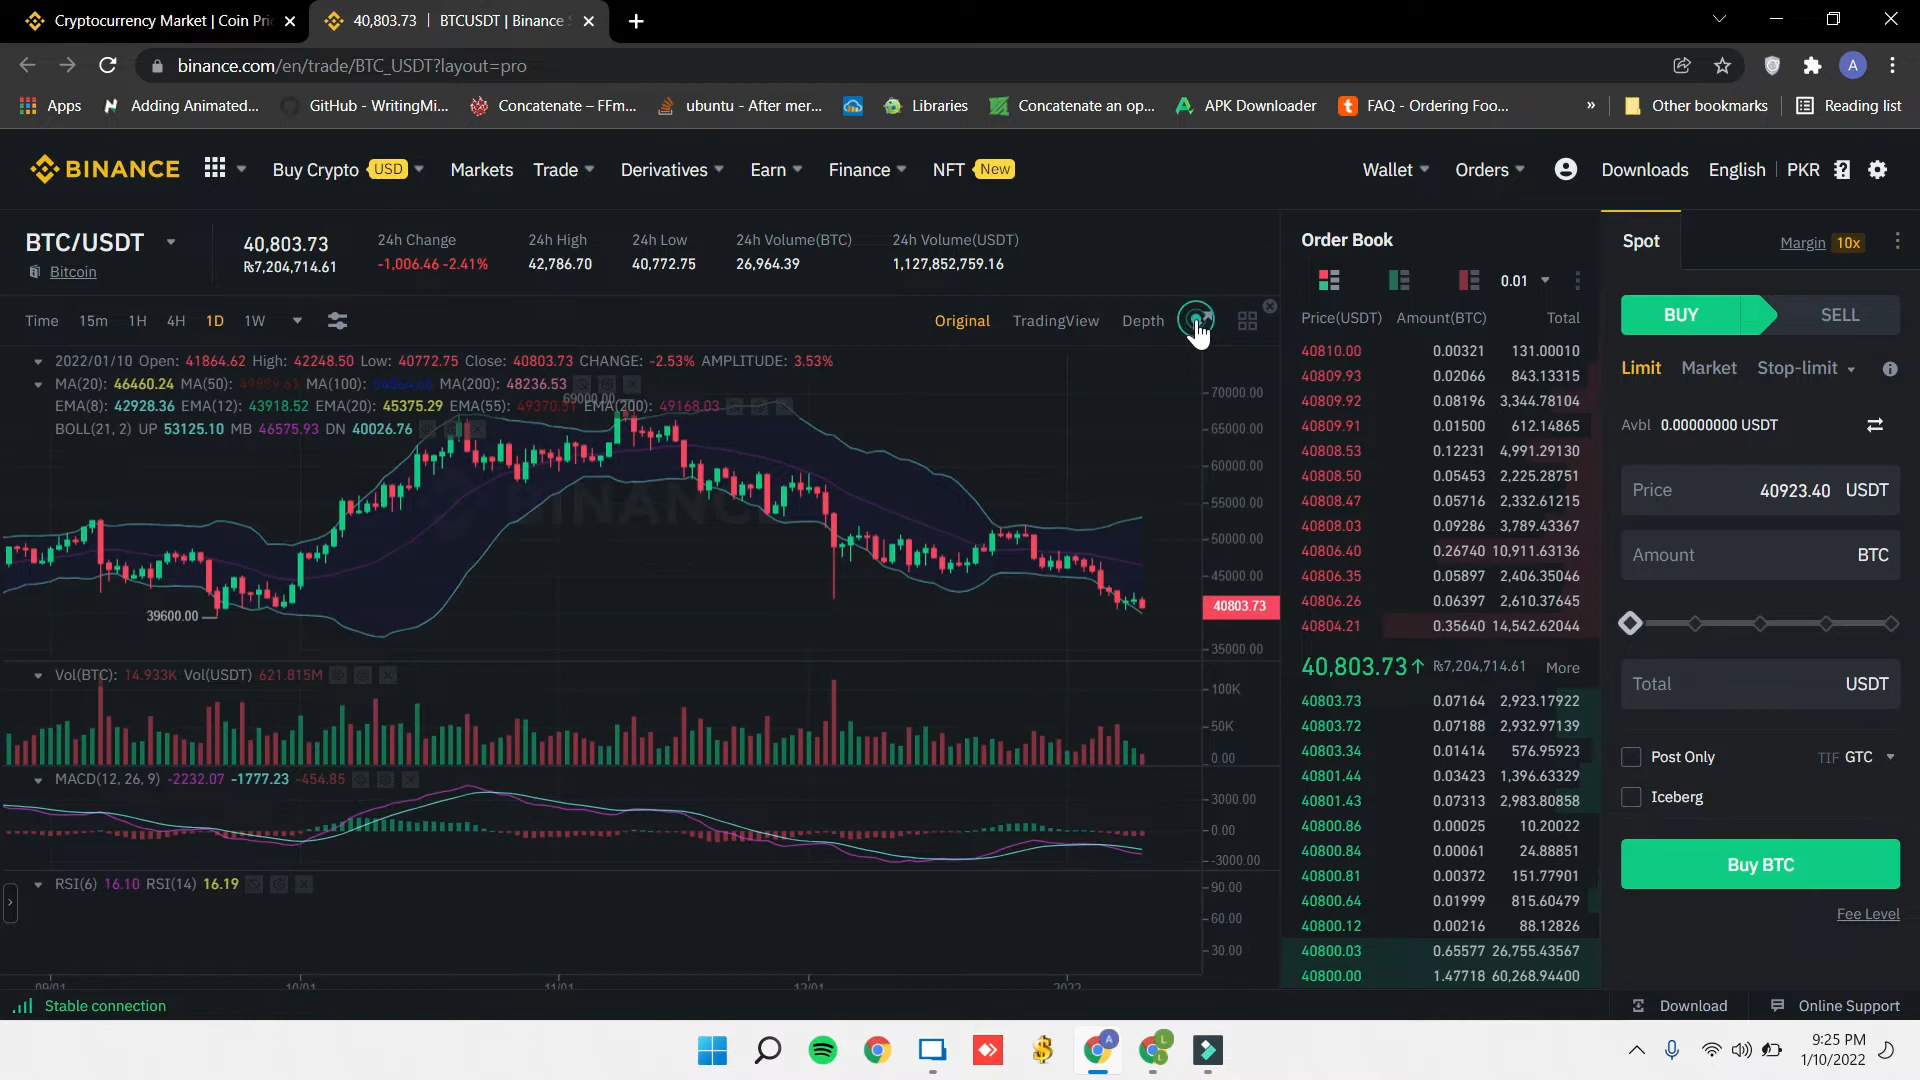 Cryptocurrency Market | Coin Pri
40,803.73 | BTCUSDT | Binance S
binance.com/en/trade/BTC_USDT?layout=pro
A
Apps
Adding Animated...
GitHub - WritingMi...
Concatenate – FFm...
ubuntu - After mer...
Libraries
Concatenate an op...
APK Downloader
FAQ - Ordering Foo...
»
Other bookmarks
Reading list
BINANCE
Buy Crypto USD
Markets
Trade
Derivatives
Earn
Finance
NFT New
Wallet
Orders
Downloads
English | PKR
BTC/USDT
Bitcoin
40,803.73
₨7,204,714.61
24h Change
-1,006.46 -2.41%
24h High
42,786.70
24h Low
40,772.75
24h Volume(BTC)
26,964.39
24h Volume(USDT)
1,127,852,759.16
Time 15m 1H 4H 1D 1W
Original TradingView Depth
2022/01/10 Open: 41864.62 High: 42248.50 Low: 40772.75 Close: 40803.73 CHANGE: -2.53% AMPLITUDE: 3.53%
MA(20): 46460.24 MA(50): MA(100): MA(200): 48236.53
EMA(8): 42928.36 EMA(12): 43918.52 EMA(20): 45375.29 EMA(55): 49370.51 EMA(200): 49168.03
69000.00
BOLL(21, 2) UP 53125.10 MB 46575.93 DN 40026.76
BINANCE
39600.00
70000.00
65000.00
60000.00
55000.00
50000.00
45000.00
40803.73
35000.00
Vol(BTC): 14.933K Vol(USDT) 621.815M
100K
50K
0.00
MACD(12, 26, 9) -2232.07 -1777.23 -454.85
3000.00
0.00
-3000.00
RSI(6) 16.10 RSI(14) 16.19
90.00
60.00
30.00
09/01 10/01 11/01 12/01 2022
Stable connection
Order Book
0.01
Price(USDT) Amount(BTC) Total
40810.00 0.00321 131.00010
40809.93 0.02066 843.13315
40809.92 0.08196 3,344.78104
40809.91 0.01500 612.14865
40808.53 0.12231 4,991.29130
40808.50 0.05453 2,225.28751
40808.47 0.05716 2,332.61215
40808.03 0.09286 3,789.43367
40806.40 0.26740 10,911.63136
40806.35 0.05897 2,406.35046
40806.26 0.06397 2,610.37645
40804.21 0.35640 14,542.62044
40,803.73↑ ₨7,204,714.61 More
40803.73 0.07164 2,923.17922
40803.72 0.07188 2,932.97139
40803.34 0.01414 576.95923
40801.44 0.03423 1,396.63329
40801.43 0.07313 2,983.80858
40800.86 0.00025 10.20022
40800.84 0.00061 24.88851
40800.81 0.00372 151.77901
40800.64 0.01999 815.60479
40800.12 0.00216 88.12826
40800.03 0.65577 26,755.43567
40800.00 1.47718 60,268.94400
Spot
Margin 10x
BUY
SELL
Limit Market Stop-limit
Avbl 0.00000000 USDT
Price 40923.40 USDT
Amount BTC
Total USDT
Post Only
TIF GTC
Iceberg
Buy BTC
Fee Level
Download
Online Support
A
L
L
9:25 PM
1/10/2022